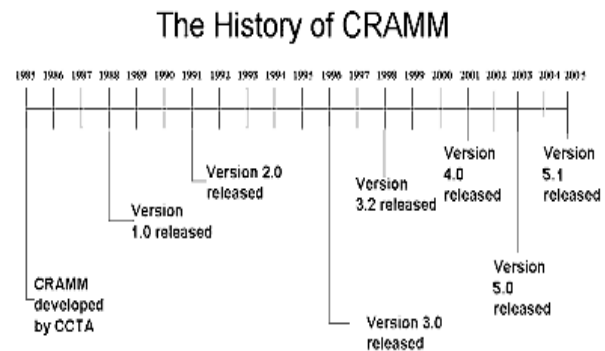 The History of CRAMM
1985 1986 1987 1988 1989 1990 1991 1992 1993 1994 1995 1996 1997 1998 1999 2000 2001 2002 2003 2004 2005
Version 2.0
released
Version
3.2 released
Version
4.0
released
Version
5.1
released
Version
1.0 released
Version
5.0
released
CRAMM
developed
by CCTA
Version 3.0
released